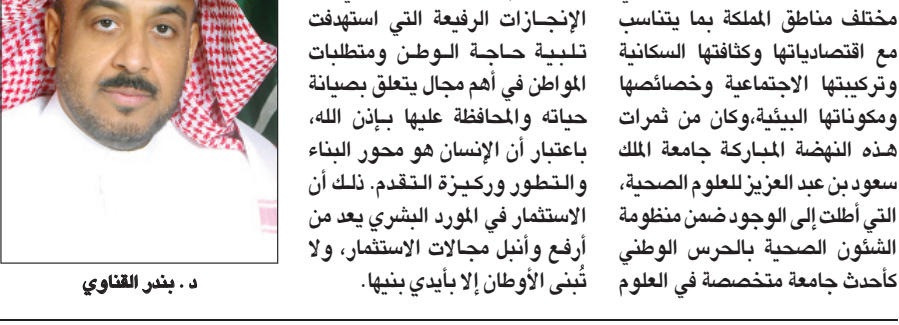 مختلف مناطق المملكة بما يتناسب
مع اقتصادياتها وكثافتها السكانية
وتركيبتها الاجتماعية وخصائصها
ومكوناتها البيئية،وكان من ثمرات
هذه النهضة المباركة جامعة الملك
سعود بن عبد العزيز للعلوم الصحية،
التي أطلت إلى الوجود ضمن منظومة
الشئون الصحية بالحرس الوطني
كأحدث جامعة متخصصة في العلوم
الإنجازات الرفيعة التي استهدفت
تلبية حاجة الوطن ومتطلبات
المواطن في أهم مجال يتعلق بصيانة
حياته والمحافظة عليها بإذن الله،
باعتبار أن الإنسان هو محور البناء
والتطور وركيزة التقدم. ذلك أن
الاستثمار في المورد البشري يعد من
أرفع وأنبل مجالات الاستثمار، ولا
تُبنى الأوطان إلا بأيدي بنيها.
د . بندر القناوي